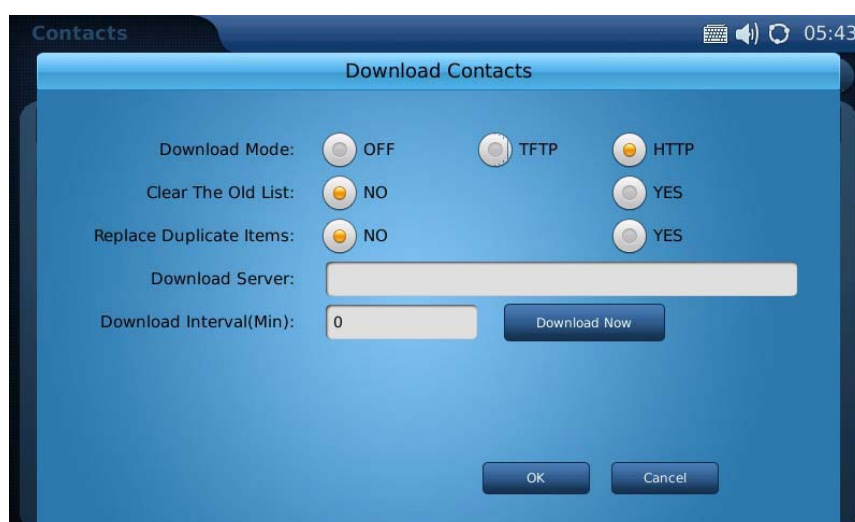 Contacts 05:43
Download Contacts
Download Mode: OFF TFTP HTTP
Clear The Old List: NO YES
Replace Duplicate Items: NO YES
Download Server:
Download Interval(Min): 0 Download Now
OK Cancel